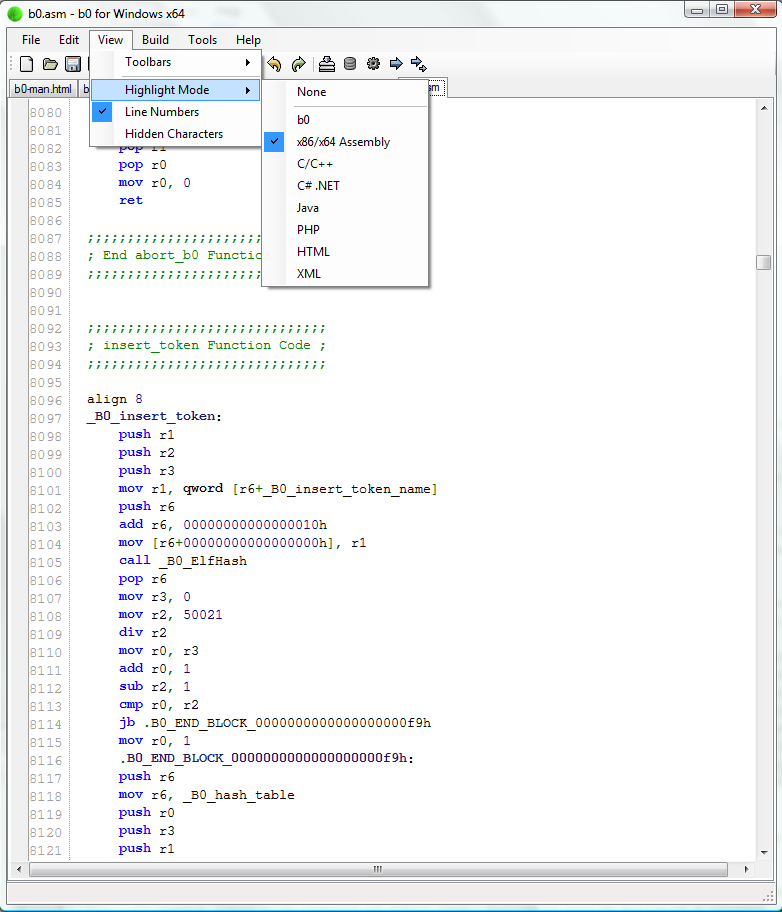 b0.asm - b0 for Windows x64
File Edit View Build Tools Help
Toolbars
b0-man.html
Highlight Mode
Line Numbers
Hidden Characters
None
b0
x86/x64 Assembly
C/C++
C# .NET
Java
PHP
HTML
XML
8080
8081
8082 pop r1
8083 pop r0
8084 mov r0, 0
8085 ret
8086
8087 ;;;;;;;;;;;;;;;;;;;;;;
8088 ; End abort_b0 Functi
8089 ;;;;;;;;;;;;;;;;;;;;;;
8090
8091
8092 ;;;;;;;;;;;;;;;;;;;;;;;;;;;;;;
8093 ; insert_token Function Code ;
8094 ;;;;;;;;;;;;;;;;;;;;;;;;;;;;;;
8095
8096 align 8
8097 _B0_insert_token:
8098 push r1
8099 push r2
8100 push r3
8101 mov r1, qword [r6+_B0_insert_token_name]
8102 push r6
8103 add r6, 00000000000000010h
8104 mov [r6+00000000000000000h], r1
8105 call _B0_ElfHash
8106 pop r6
8107 mov r3, 0
8108 mov r2, 50021
8109 div r2
8110 mov r0, r3
8111 add r0, 1
8112 sub r2, 1
8113 cmp r0, r2
8114 jb .B0_END_BLOCK_0000000000000000000f9h
8115 mov r0, 1
8116 .B0_END_BLOCK_0000000000000000000f9h:
8117 push r6
8118 mov r6, _B0_hash_table
8119 push r0
8120 push r3
8121 push r1